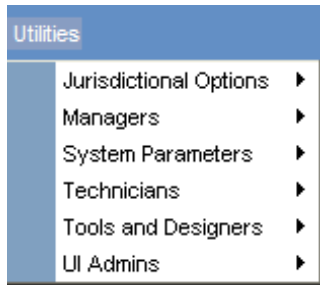 Utilities
Jurisdictional Options
Managers
System Parameters
Technicians
Tools and Designers
UI Admins